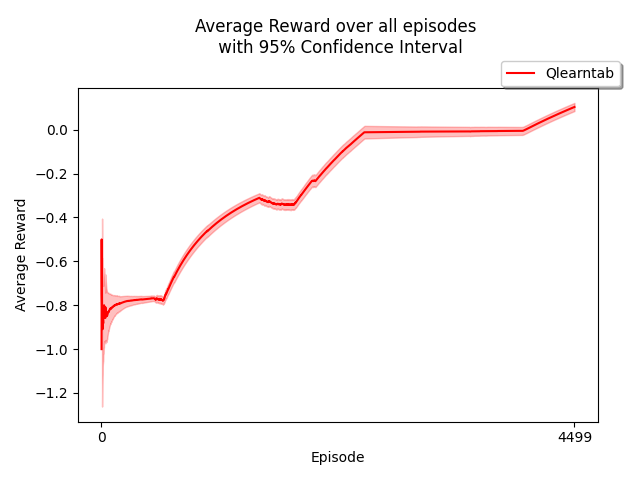 Average Reward over all episodes
with 95% Confidence Interval
Qlearntab
0.0
−0.2
−0.4
−0.6
−0.8
−1.0
−1.2
Average Reward
0
4499
Episode